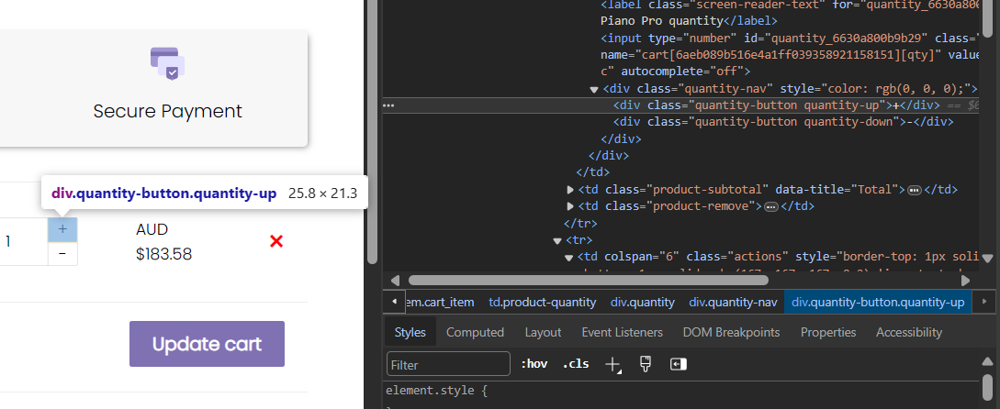 Secure Payment
div.quantity-button.quantity-up 25.8 × 21.3
1
+
-
AUD
$183.58
Update cart
<label class="screen-reader-text" for="quantity_6630a800
Piano Pro quantity</label>
<input type="number" id="quantity_6630a800b9b29" class="
name="cart[6aeb089b516e4a1ff039358921158151][qty]" value
c" autocomplete="off">
<div class="quantity-nav" style="color: rgb(0, 0, 0);">
<div class="quantity-button quantity-up">+</div> == $0
<div class="quantity-button quantity-down">-</div>
</div>
</div>
</td>
<td class="product-subtotal" data-title="Total"></td>
<td class="product-remove"></td>
</tr>
<tr>
<td colspan="6" class="actions" style="border-top: 1px soli
em.cart_item td.product-quantity div.quantity div.quantity-nav div.quantity-button.quantity-up
Styles Computed Layout Event Listeners DOM Breakpoints Properties Accessibility
Filter :hov .cls
element.style {